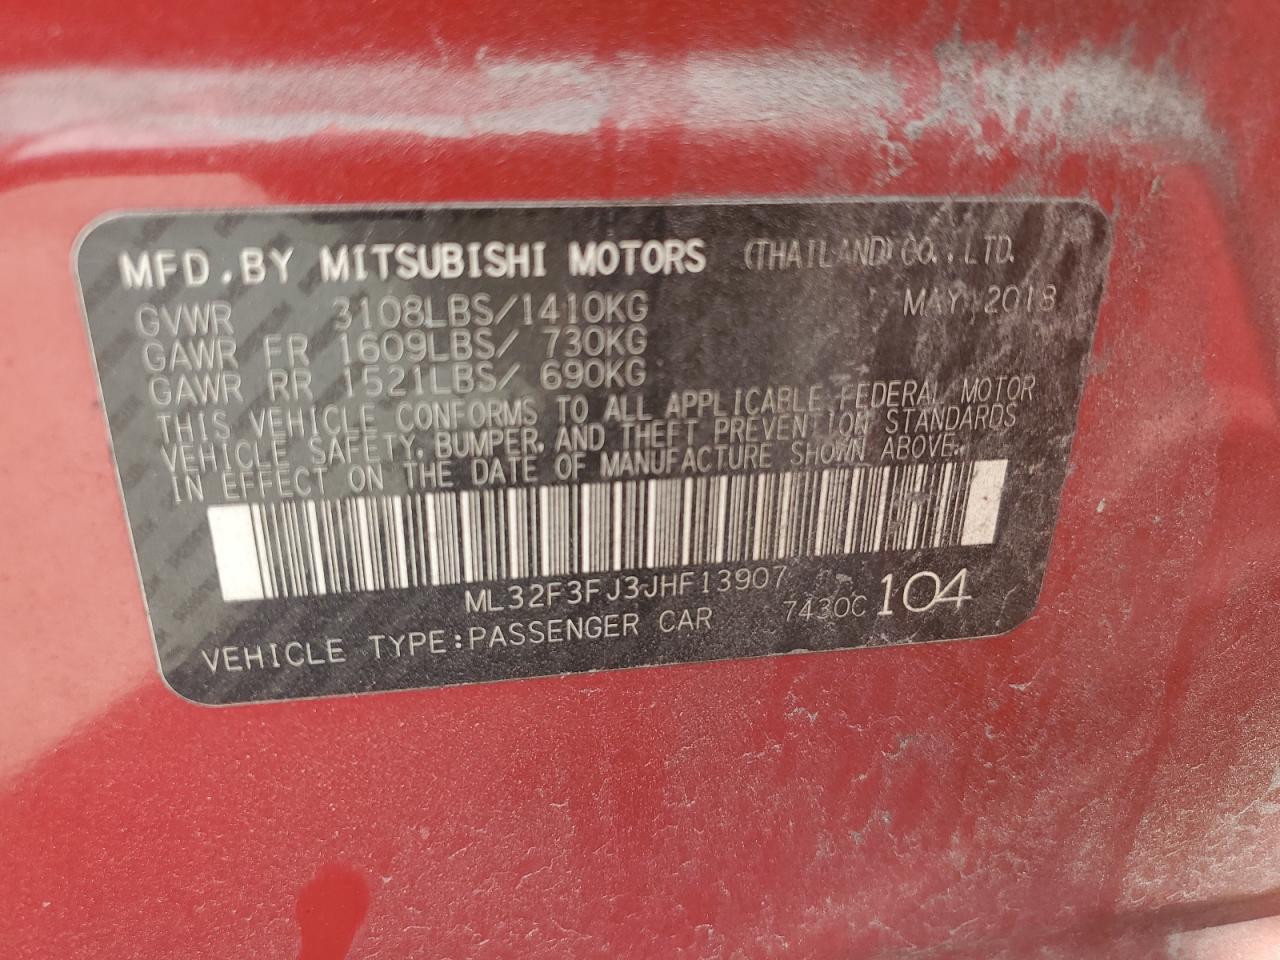 MFD.BY MITSUBISHI MOTORS (THAILAND)CO.,LTD.
GVWR 3108LBS/1410KG MAY 2018
GAWR FR 1609LBS/ 730KG
GAWR RR 1521LBS/ 690KG
THIS VEHICLE CONFORMS TO ALL APPLICABLE FEDERAL MOTOR
VEHICLE SAFETY, BUMPER, AND THEFT PREVENTION STANDARDS
IN EFFECT ON THE DATE OF MANUFACTURE SHOWN ABOVE.
ML32F3FJ3JHF13907
VEHICLE TYPE:PASSENGER CAR 7430C 104